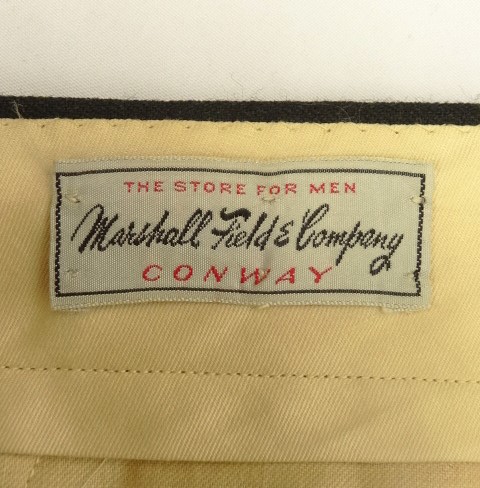 THE STORE FOR MEN
Marshall Field & Company
CONWAY